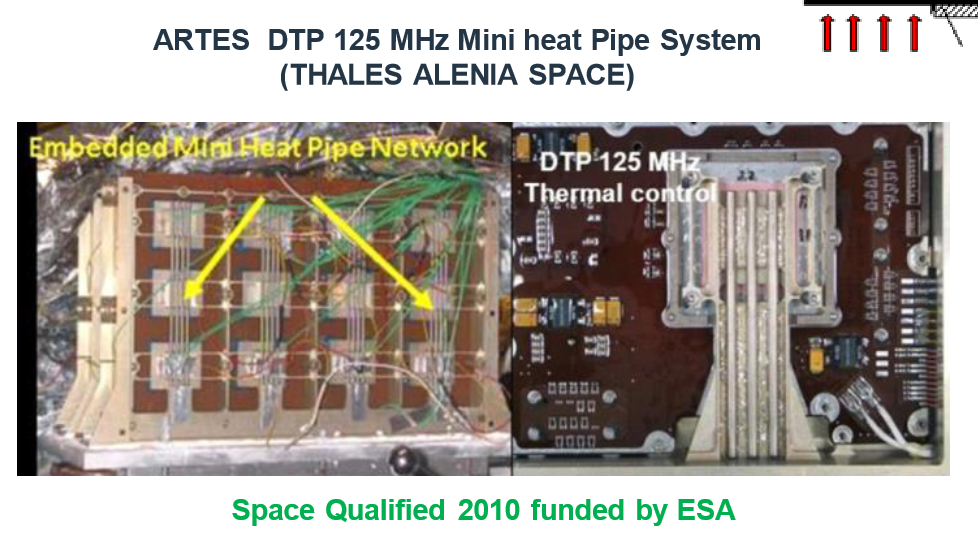 ARTES DTP 125 MHz Mini heat Pipe System
(THALES ALENIA SPACE)
Embedded Mini Heat Pipe Network
DTP 125 MHz
Thermal control
Space Qualified 2010 funded by ESA